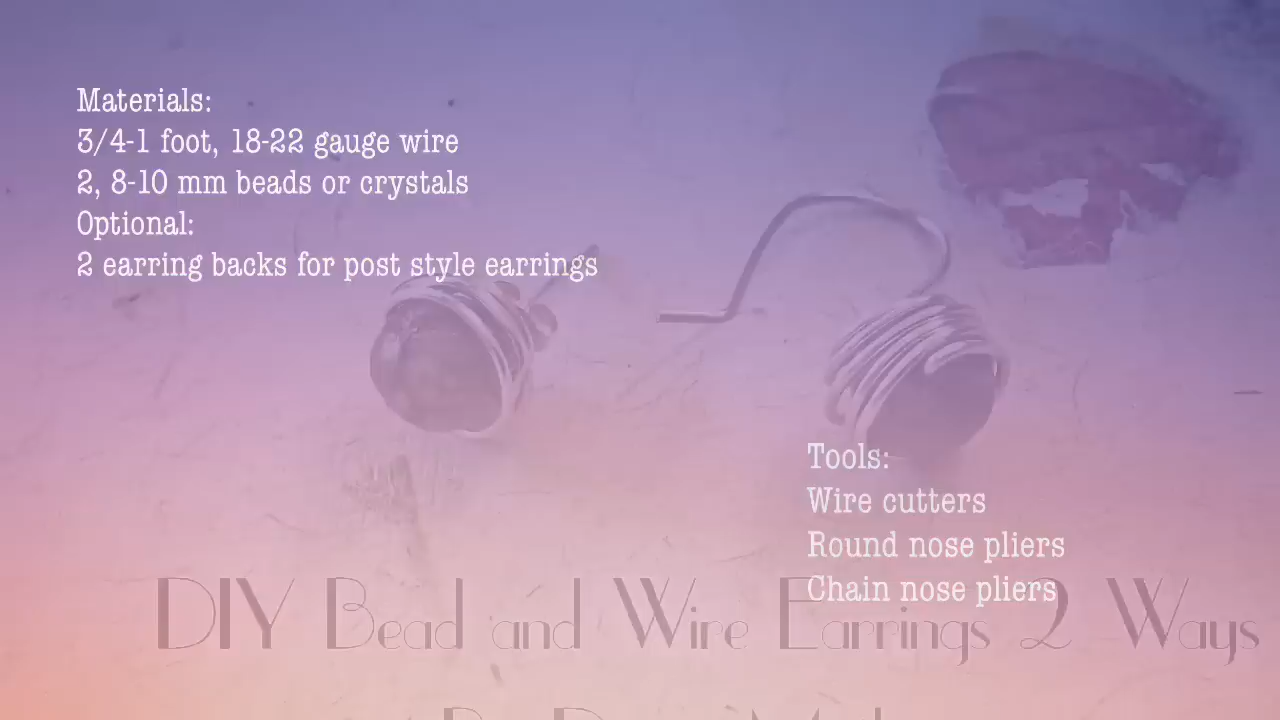 Materials:
3/4-1 foot, 18-22 gauge wire
2, 8-10 mm beads or crystals
Optional:
2 earring backs for post style earrings
Tools:
Wire cutters
Round nose pliers
Chain nose pliers
DIY Bead and Wire Earrings 2 Ways